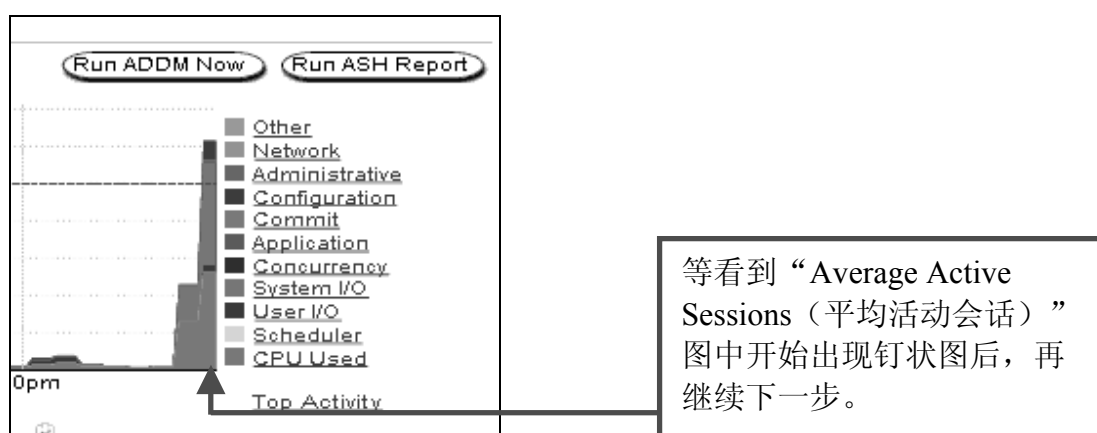 Run ADDM Now Run ASH Report
Other
Network
Administrative
Configuration
Commit
Application
Concurrency
System I/O
User I/O
Scheduler
CPU Used
0pm
Top Activity
等看到“Average Active
Sessions（平均活动会话）”
图中开始出现钉状图后，再
继续下一步。